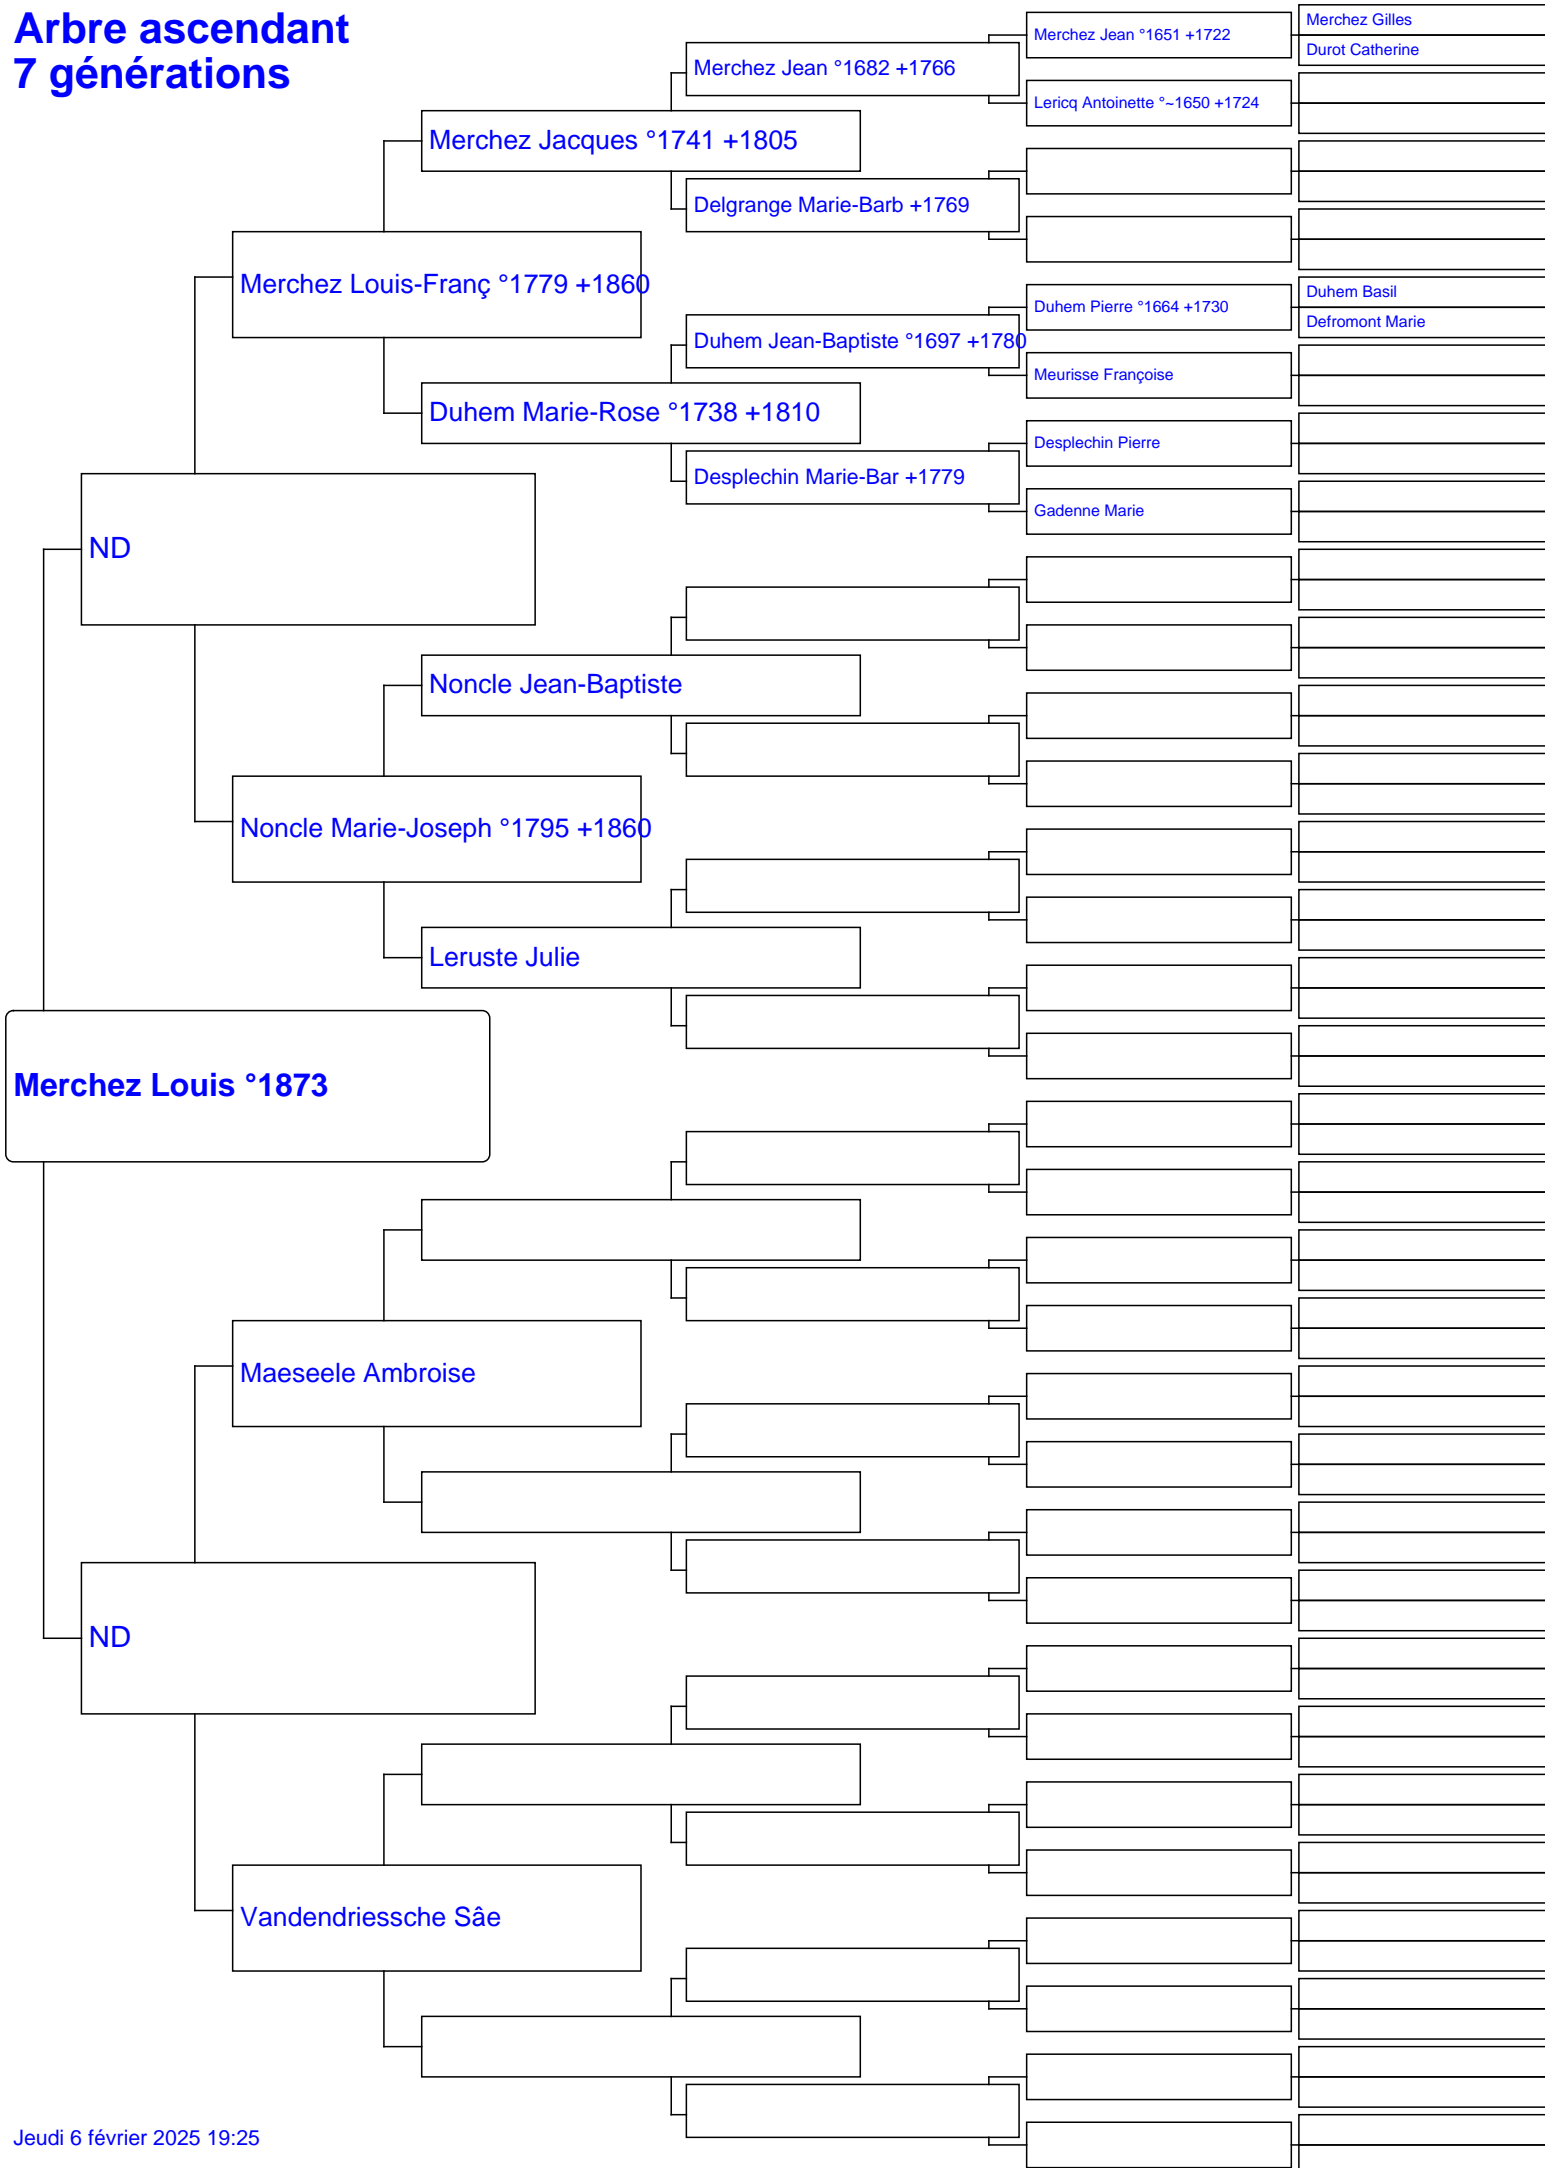 Arbre ascendant
7 générations
Merchez Gilles
Durot Catherine
Merchez Jean °1651 +1722
Merchez Jean °1682 +1766
Lericq Antoinette °~1650 +1724
Merchez Jacques °1741 +1805
Delgrange Marie-Barb +1769
Merchez Louis-Franç °1779 +1860
Duhem Basil
Defromont Marie
Duhem Pierre °1664 +1730
Duhem Jean-Baptiste °1697 +1780
Meurisse Françoise
Duhem Marie-Rose °1738 +1810
Desplechin Pierre
Desplechin Marie-Bar +1779
Gadenne Marie
ND
Noncle Jean-Baptiste
Noncle Marie-Joseph °1795 +1860
Leruste Julie
Merchez Louis °1873
Maeseele Ambroise
ND
Vandendriessche Sâe
Jeudi 6 février 2025 19:25